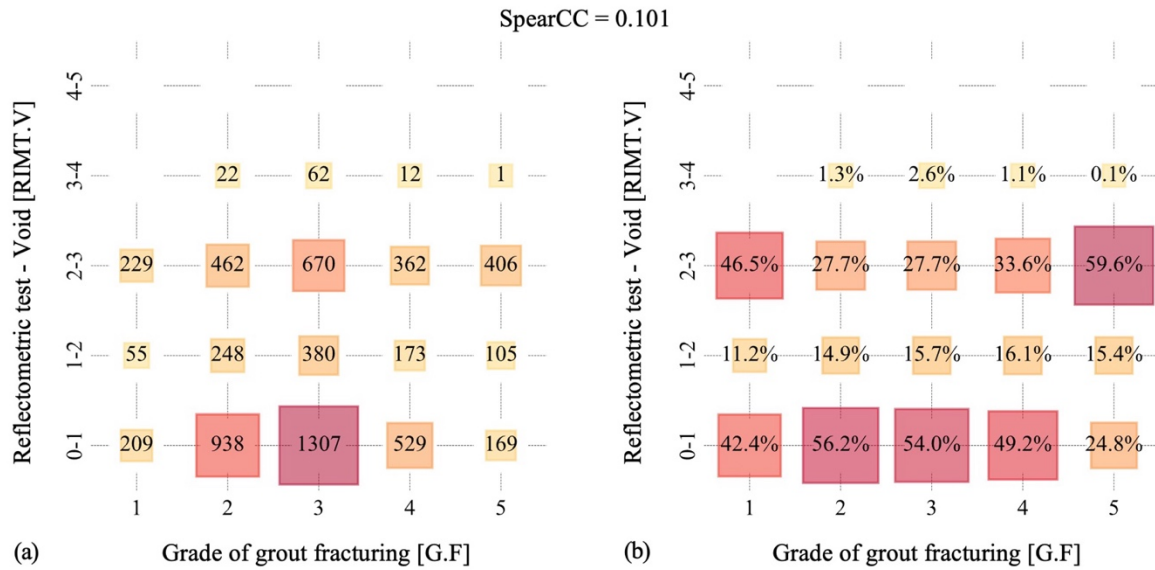 SpearCC = 0.101
Reflectometric test - Void [RIMT.V]
4-5
3-4
22 62 12 1
2-3
229 462 670 362 406
1-2
55 248 380 173 105
0-1
209 938 1307 529 169
1 2 3 4 5
(a) Grade of grout fracturing [G.F]
Reflectometric test - Void [RIMT.V]
4-5
3-4
1.3% 2.6% 1.1% 0.1%
2-3
46.5% 27.7% 27.7% 33.6% 59.6%
1-2
11.2% 14.9% 15.7% 16.1% 15.4%
0-1
42.4% 56.2% 54.0% 49.2% 24.8%
1 2 3 4 5
(b) Grade of grout fracturing [G.F]